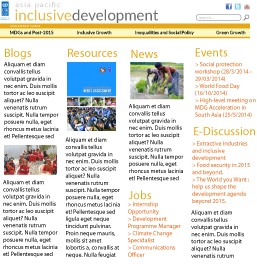 asia pacific
inclusivedevelopment
MDGs and Post-2015
Inclusive Growth
Inequalities and Social Policy
Green Growth
Blogs
Aliquam et diam
convallis tellus
volutpat gravida in
nec enim. Duis mollis
tortor ac leo suscipit
aliquet? Nulla
venenatis rutrum
suscipit. Nulla tempor
posuere nulla, eget
rhoncus metus lacinia
et! Pellentesque sed
Aliquam et diam
convallis tellus
volutpat gravida in
nec enim. Duis mollis
tortor ac leo suscipit
aliquet? Nulla
venenatis rutrum
suscipit. Nulla tempor
posuere nulla, eget
rhoncus metus lacinia
et! Pellentesque sed
Resources
Aliquam et diam
volutpat gravida in
nec enim. Duis mollis
tortor ac leo suscipit
aliquet? Nulla
venenatis rutrum
suscipit. Nulla tempor
posuere nulla, eget
rhoncus metus lacinia
et! Pellentesque sed
ligula eget neque
tincidunt pulvinar.
Proin neque mauris,
mollis sit amet
lobortis a, convallis at
neque. Nulla feugiat
News
Aliquam et diam
volutpat gravida in
nec enim. Duis mollis
tortor ac leo suscipit
aliquet? Nulla
venenatis rutrum
suscipit. Nulla tempor
posuere nulla, eget
rhoncus metus lacinia
et! Pellentesque sed
Jobs
> Internship
Opportunity
> Development
Programme Manager
> Climate Change
Specialist
> Communications
Officer
Events
> Social protection
workshop (28/3/2014 -
29/03/2014)
> World Food Day
(16/10/2014)
> High-level meeting on
MDG Acceleration in
South Asia (25/5/2014)
E-Discussion
> Extractive Industries
and inclusive
development
> Food security in 2015
and beyond.
> The World you Want:
help us shape the
development agenda
beyond 2015.
Aliquam et diam
convallis tellus
volutpat gravida in
nec enim. Duis mollis
tortor ac leo suscipit
aliquet? Nulla
venenatis rutrum